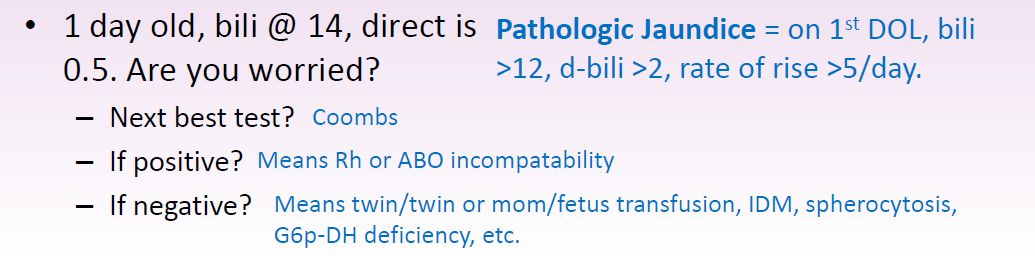 • 1 day old, bili @ 14, direct is
0.5. Are you worried?
Pathologic Jaundice = on 1st DOL, bili
>12, d-bili >2, rate of rise >5/day.
– Next best test? Coombs
– If positive? Means Rh or ABO incompatability
– If negative? Means twin/twin or mom/fetus transfusion, IDM, spherocytosis,
G6p-DH deficiency, etc.